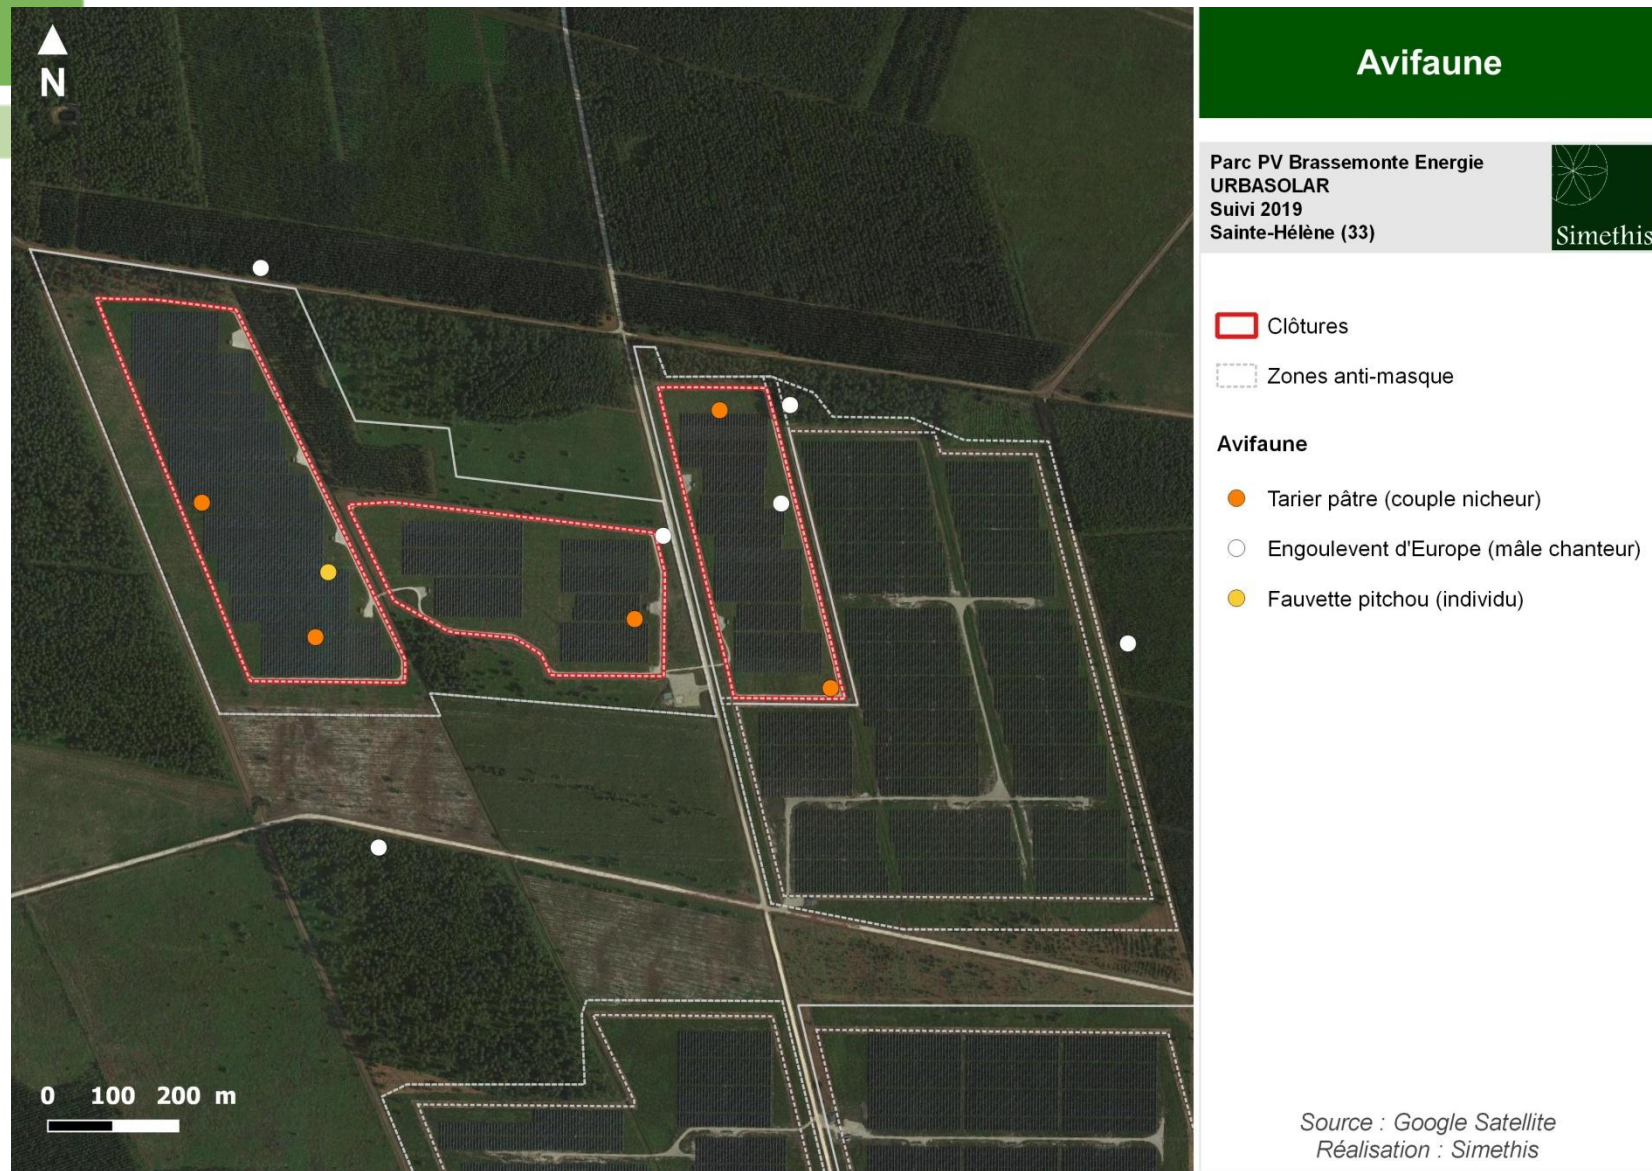 N
0 100 200 m
Avifaune
Parc PV Brassemonte Energie
URBASOLAR
Suivi 2019
Sainte-Hélène (33)
Simethis
Clôtures
Zones anti-masque
Avifaune
Tarier pâtre (couple nicheur)
Engoulevent d'Europe (mâle chanteur)
Fauvette pitchou (individu)
Source : Google Satellite
Réalisation : Simethis